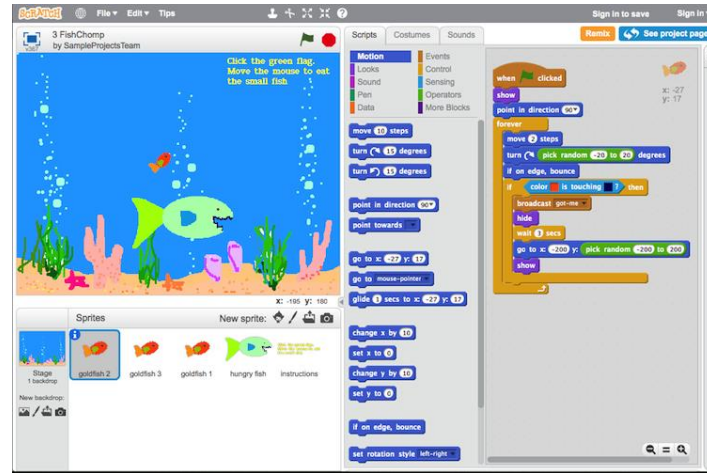 SCRATCH File▼ Edit▼ Tips Sign in to save Sign in
3 FishChomp
by SampleProjectsTeam
Click the green flag.
Move the mouse to eat
the small fish
x: -195 y: 180
Sprites New sprite:
Stage
1 backdrop
New backdrop:
goldfish 2 goldfish 3 goldfish 1 hungry fish instructions
Scripts Costumes Sounds
Remix See project page
Motion Events
Looks Control
Sound Sensing
Pen Operators
Data More Blocks
move 10 steps
turn 15 degrees
turn 15 degrees
point in direction 90▼
point towards
go to x: -27 y: 17
go to mouse-pointer
glide 1 secs to x: -27 y: 17
change x by 10
set x to 0
change y by 10
set y to 0
if on edge, bounce
set rotation style left-right
x: -27
y: 17
when clicked
show
point in direction 90▼
forever
move 2 steps
turn pick random -20 to 20 degrees
if on edge, bounce
if color is touching ? then
broadcast got-me
hide
wait 1 secs
go to x: -200 y: pick random -200 to 200
show